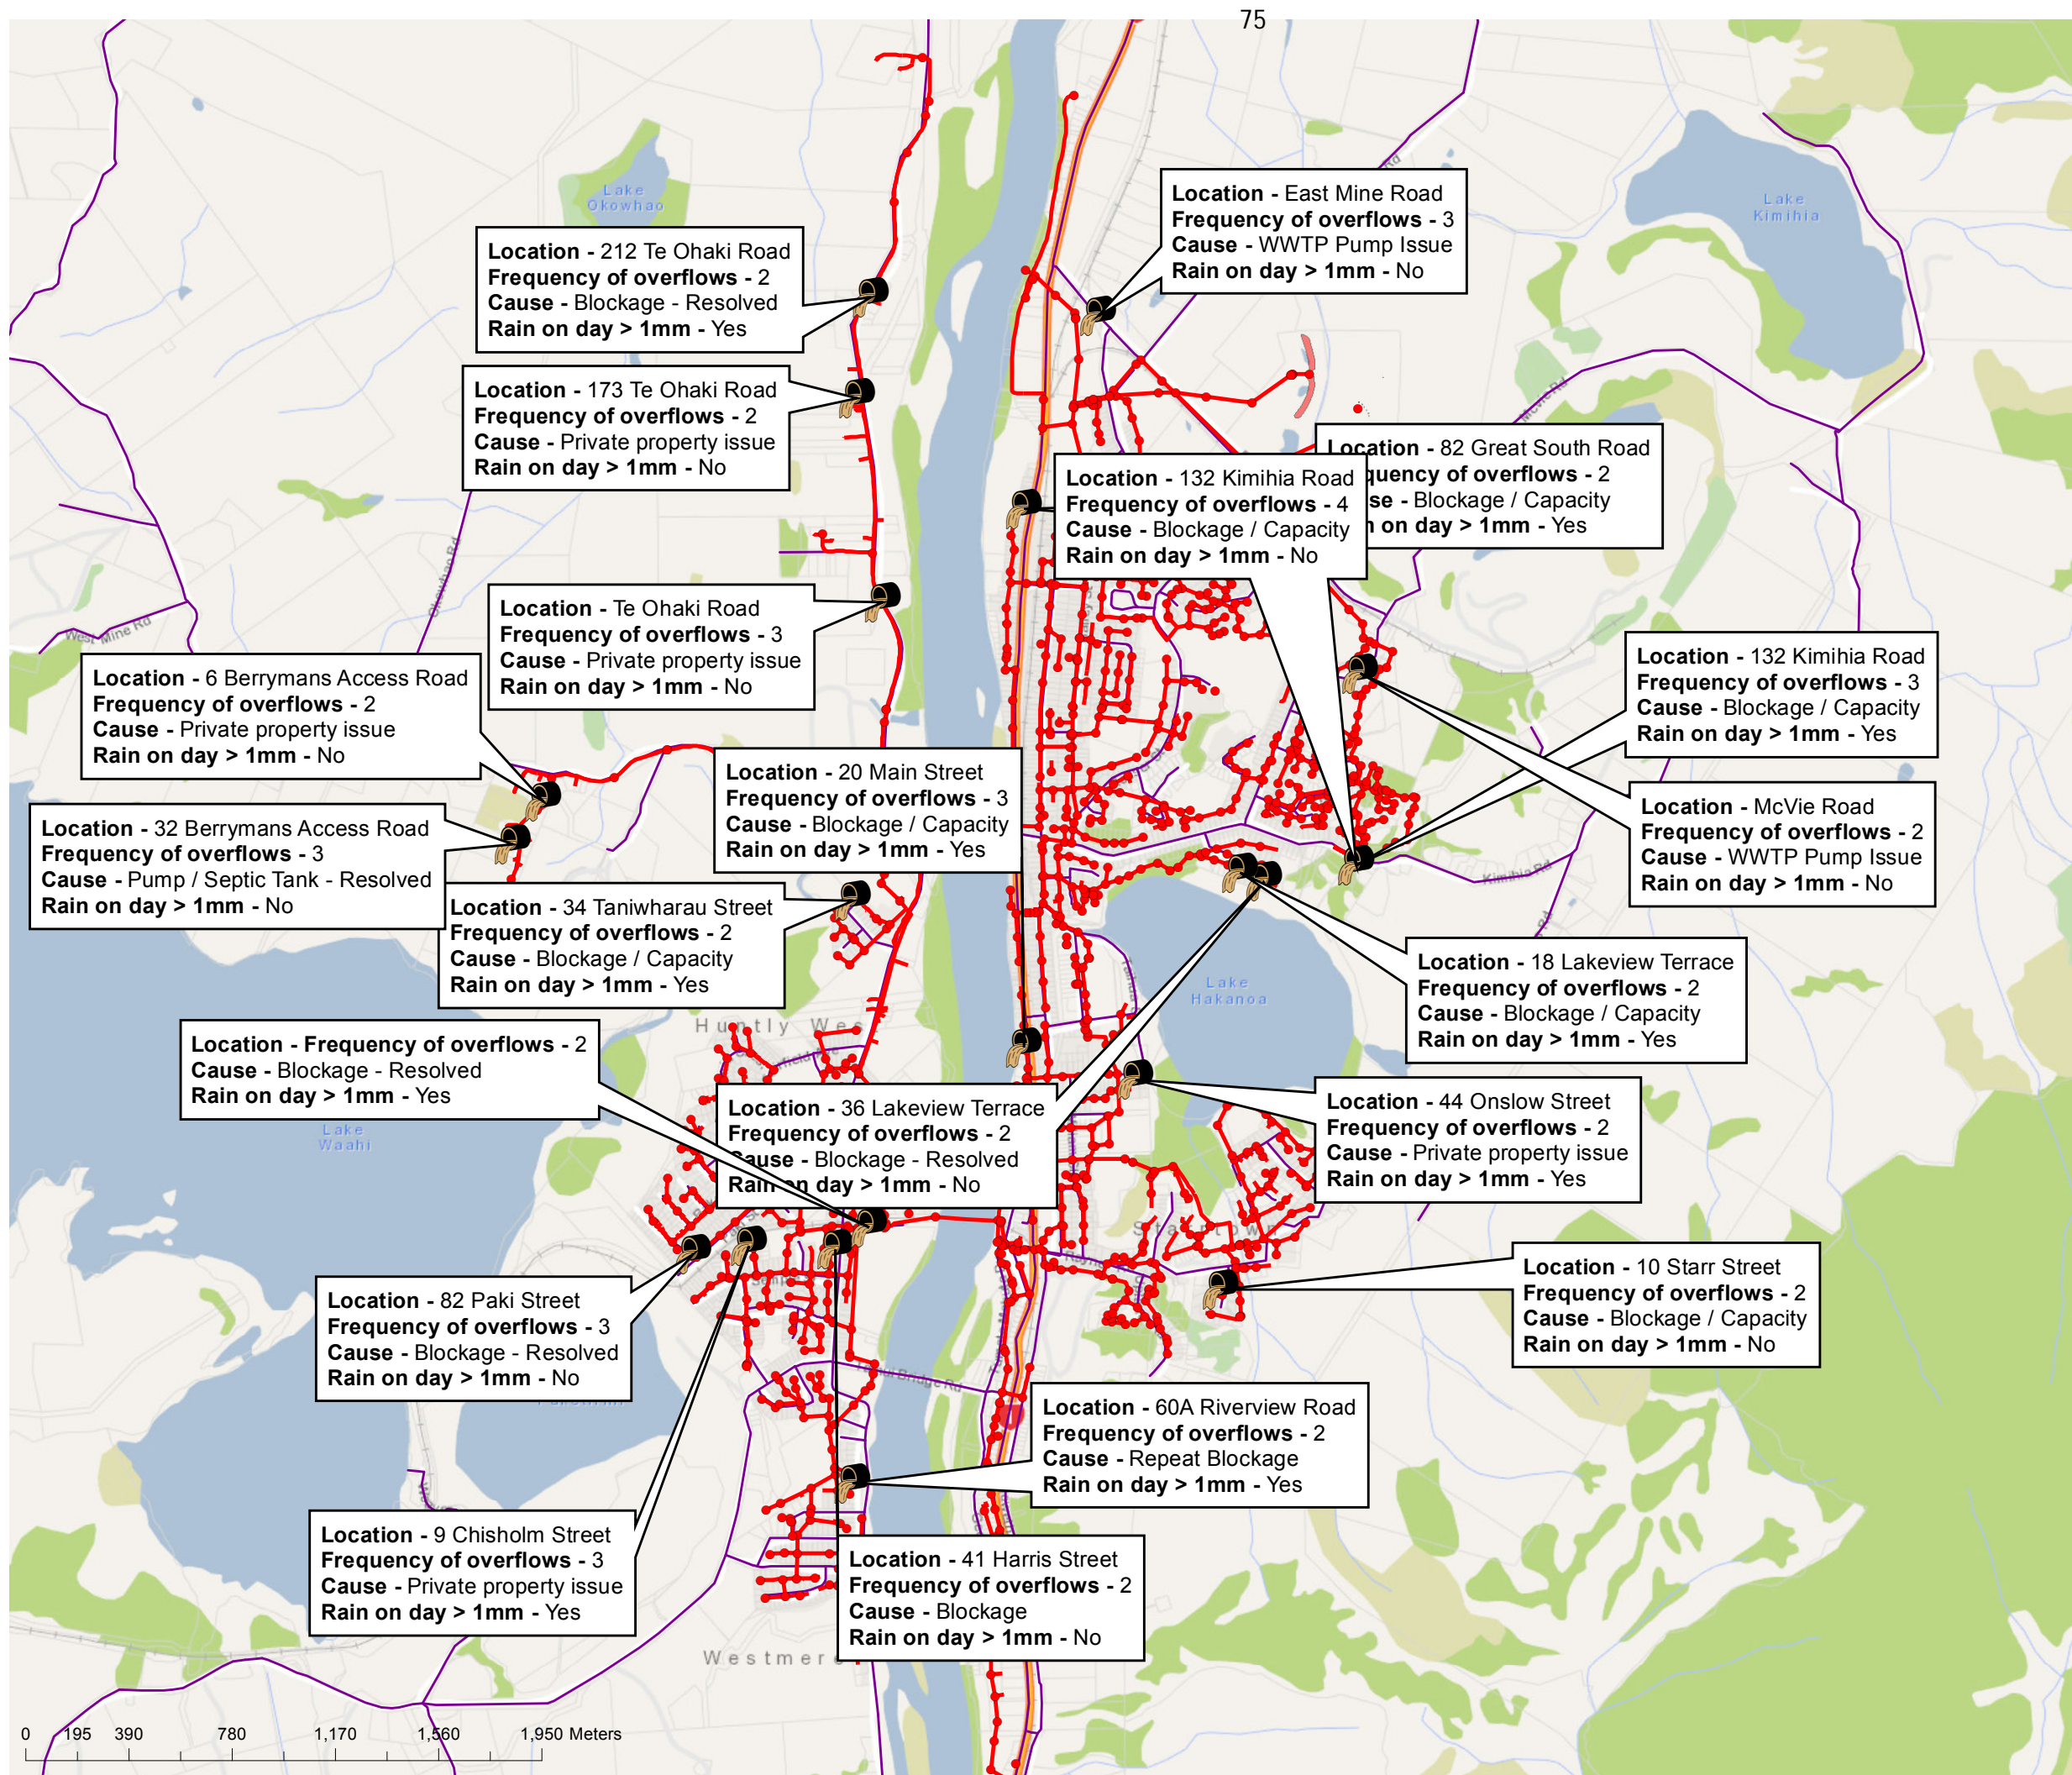 75
Lake
Okowhao
Lake
Kimihia
Rd
Location - East Mine Road
Frequency of overflows - 3
Cause - WWTP Pump Issue
Rain on day > 1mm - No
Location - 212 Te Ohaki Road
Frequency of overflows - 2
Cause - Blockage - Resolved
Rain on day > 1mm - Yes
Location - 173 Te Ohaki Road
Frequency of overflows - 2
Cause - Private property issue
Rain on day > 1mm - No
McVie Rd
Location - 82 Great South Road
quency of overflows - 2
se - Blockage / Capacity
n on day > 1mm - Yes
Location - 132 Kimihia Road
Frequency of overflows - 4
Cause - Blockage / Capacity
Rain on day > 1mm - No
Okowhao Rd
West Mine Rd
Location - Te Ohaki Road
Frequency of overflows - 3
Cause - Private property issue
Rain on day > 1mm - No
Location - 6 Berrymans Access Road
Frequency of overflows - 2
Cause - Private property issue
Rain on day > 1mm - No
Location - 132 Kimihia Road
Frequency of overflows - 3
Cause - Blockage / Capacity
Rain on day > 1mm - Yes
Location - 20 Main Street
Frequency of overflows - 3
Cause - Blockage / Capacity
Rain on day > 1mm - Yes
Location - McVie Road
Frequency of overflows - 2
Cause - WWTP Pump Issue
Rain on day > 1mm - No
Location - 32 Berrymans Access Road
Frequency of overflows - 3
Cause - Pump / Septic Tank - Resolved
Rain on day > 1mm - No
Kimihia Rd
Rd
Location - 34 Taniwharau Street
Frequency of overflows - 2
Cause - Blockage / Capacity
Rain on day > 1mm - Yes
Location - 18 Lakeview Terrace
Frequency of overflows - 2
Cause - Blockage / Capacity
Rain on day > 1mm - Yes
Lake
Hakanoa
Huntly Wes
Location - Frequency of overflows - 2
Cause - Blockage - Resolved
Rain on day > 1mm - Yes
Lake
Waahi
Location - 36 Lakeview Terrace
Frequency of overflows - 2
Cause - Blockage - Resolved
Rain on day > 1mm - No
Location - 44 Onslow Street
Frequency of overflows - 2
Cause - Private property issue
Rain on day > 1mm - Yes
Location - 10 Starr Street
Frequency of overflows - 2
Cause - Blockage / Capacity
Rain on day > 1mm - No
Location - 82 Paki Street
Frequency of overflows - 3
Cause - Blockage - Resolved
Rain on day > 1mm - No
Tainui Bridge Rd
Location - 60A Riverview Road
Frequency of overflows - 2
Cause - Repeat Blockage
Rain on day > 1mm - Yes
Location - 9 Chisholm Street
Frequency of overflows - 3
Cause - Private property issue
Rain on day > 1mm - Yes
Location - 41 Harris Street
Frequency of overflows - 2
Cause - Blockage
Rain on day > 1mm - No
Westmere
0 195 390 780 1,170 1,560 1,950 Meters